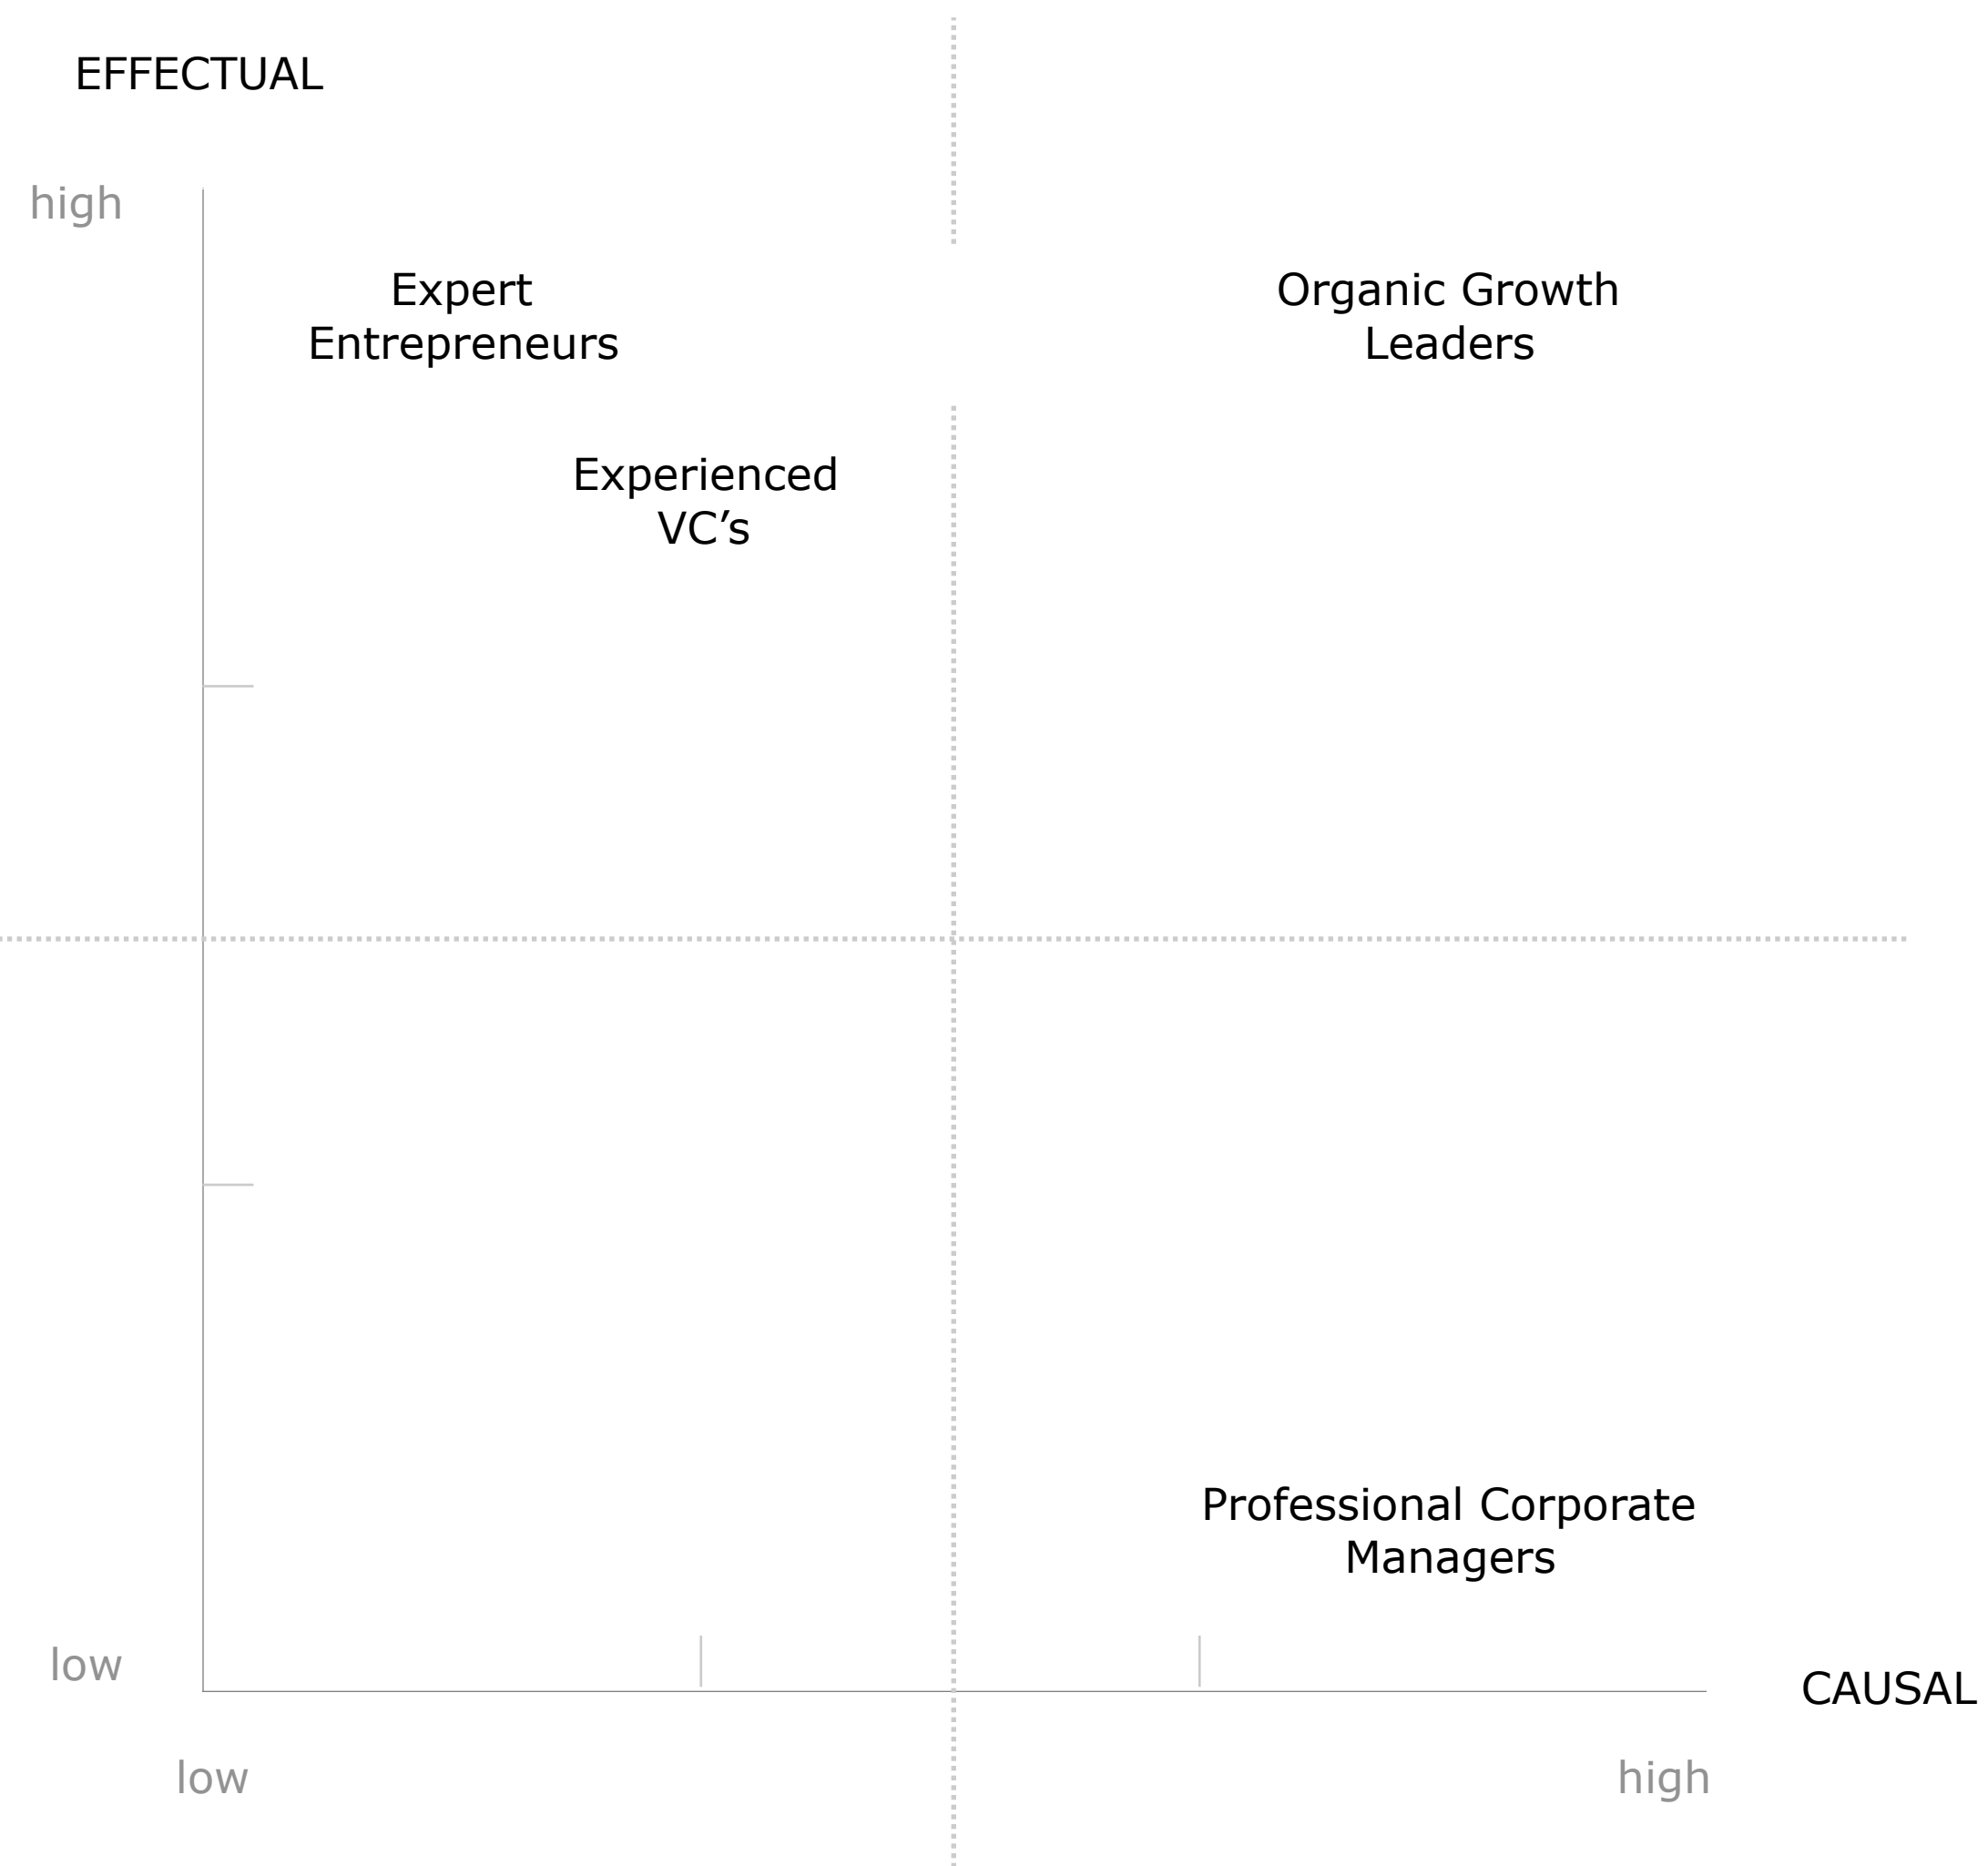 EFFECTUAL
high
Expert
Entrepreneurs
Organic Growth
Leaders
Experienced
VC’s
Professional Corporate
Managers
low
CAUSAL
low
high